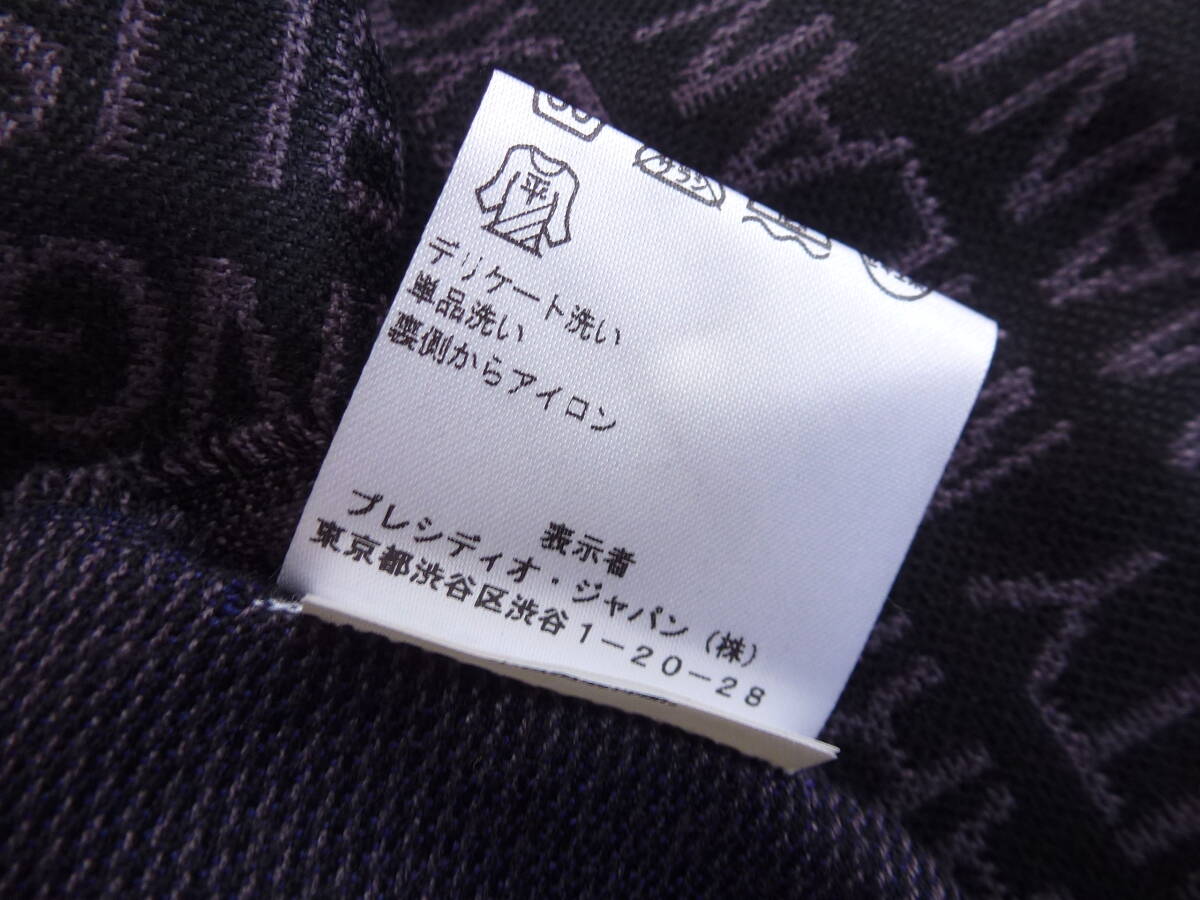 平
デリケート洗い
単品洗い
裏側からアイロン
表示者
プレシディオ・ジャパン（株）
東京都渋谷区渋谷１－２０－２８